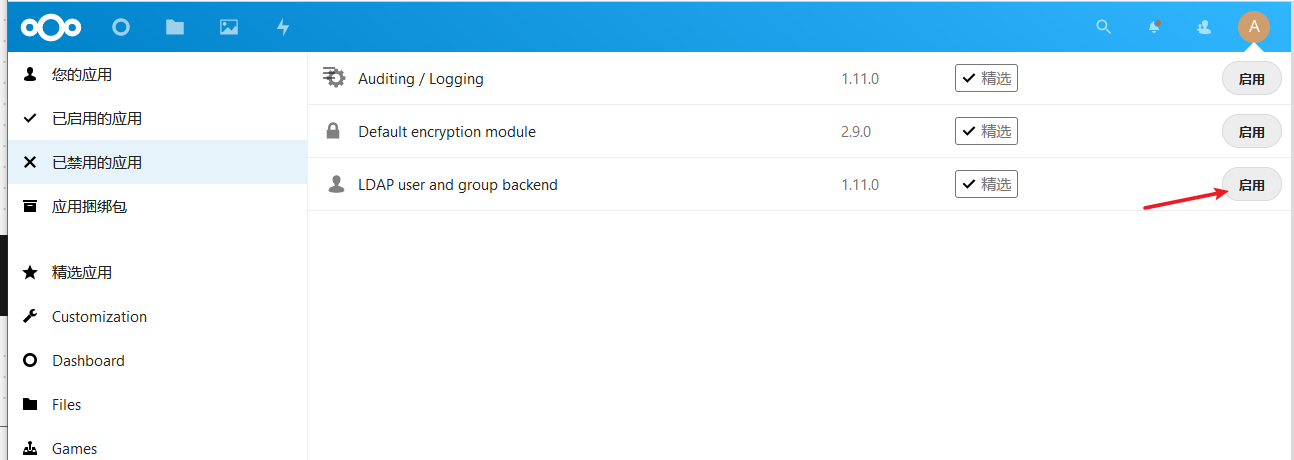 A
您的应用
已启用的应用
已禁用的应用
应用捆绑包
精选应用
Customization
Dashboard
Files
Games
Auditing / Logging 1.11.0 精选 启用
Default encryption module 2.9.0 精选 启用
LDAP user and group backend 1.11.0 精选 启用